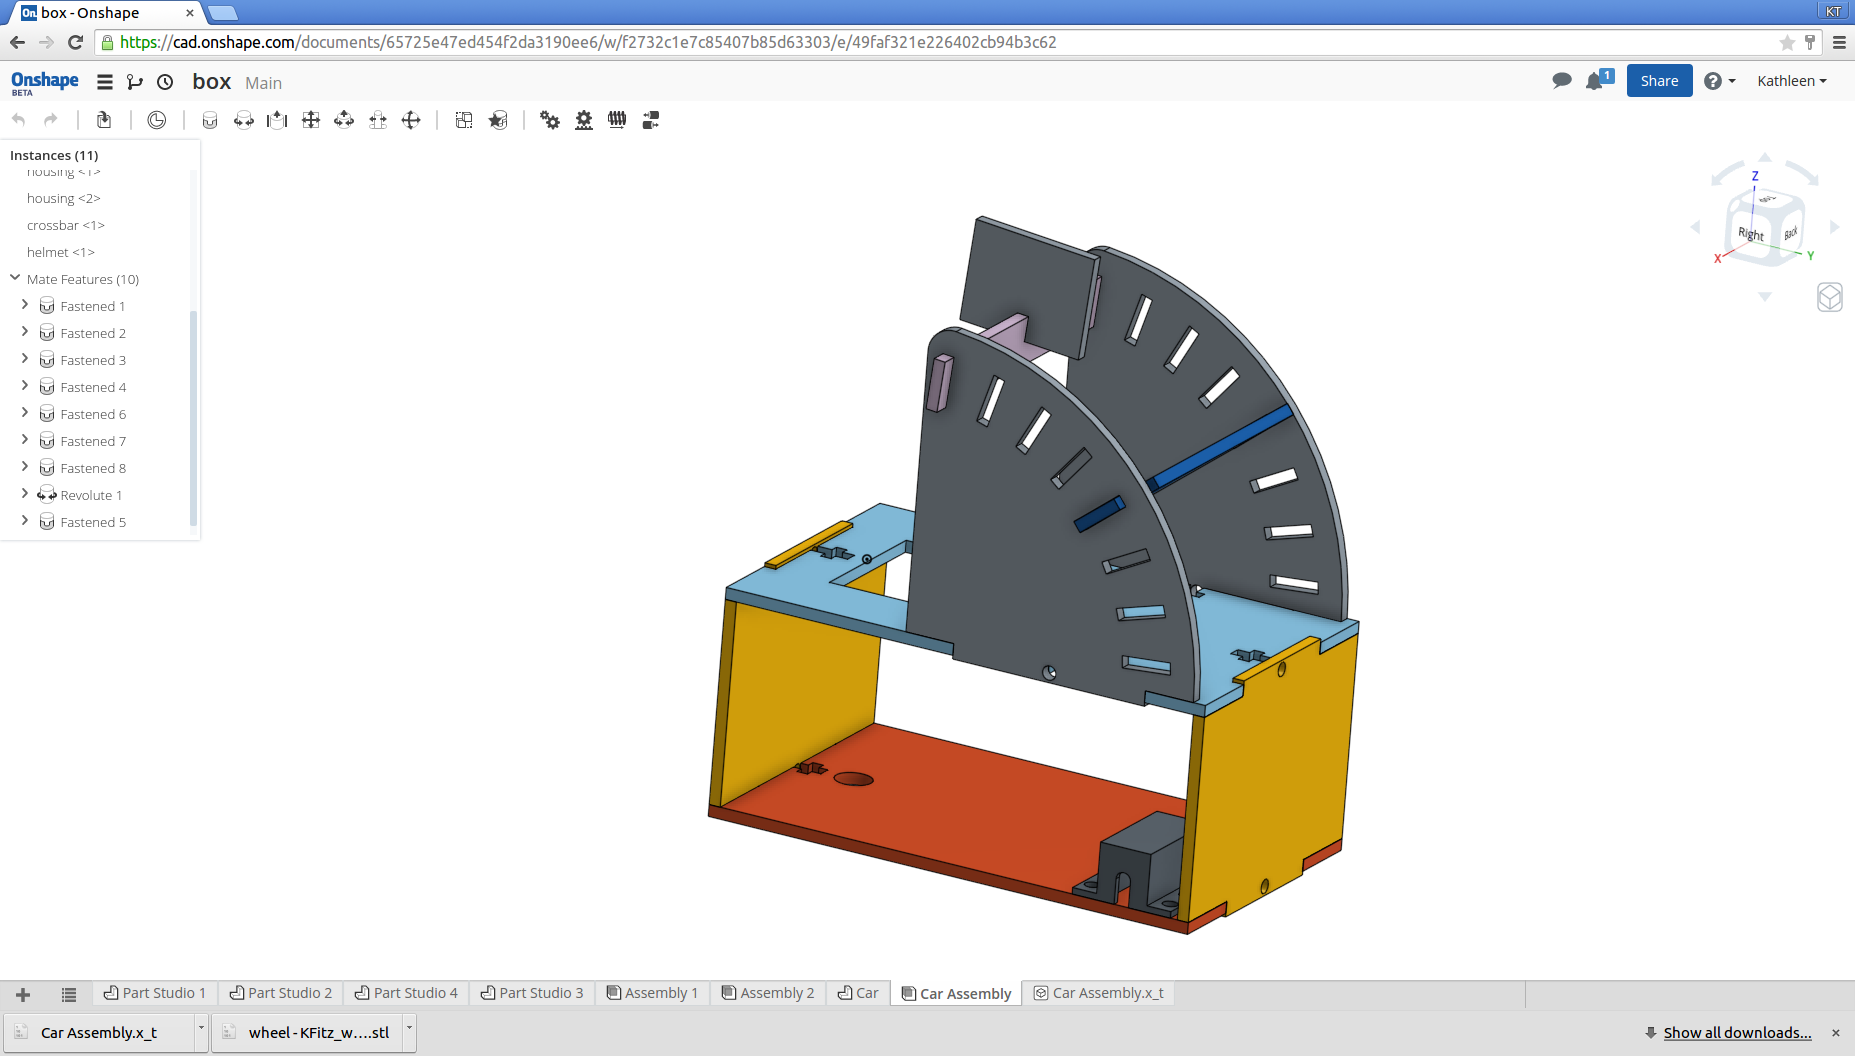 box - Onshape
KT
https://cad.onshape.com/documents/65725e47ed454f2da3190ee6/w/f2732c1e7c85407b85d63303/e/49faf321e226402cb94b3c62
Onshape
BETA
box Main
1
Share
Kathleen
Instances (11)
housing <1>
housing <2>
crossbar <1>
helmet <1>
Mate Features (10)
Fastened 1
Fastened 2
Fastened 3
Fastened 4
Fastened 6
Fastened 7
Fastened 8
Revolute 1
Fastened 5
Z
Right
Back
X
Y
Part Studio 1
Part Studio 2
Part Studio 4
Part Studio 3
Assembly 1
Assembly 2
Car
Car Assembly
Car Assembly.x_t
Car Assembly.x_t
wheel - KFitz_w....stl
Show all downloads...